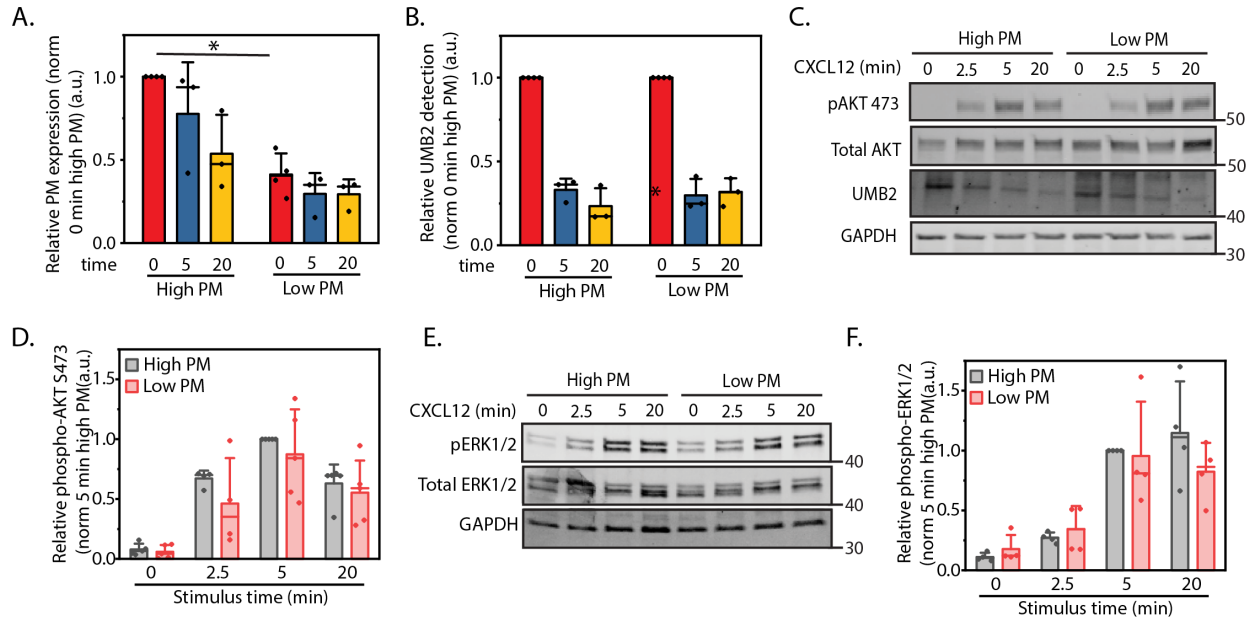 A.
Relative PM expression (norm
0 min high PM) (a.u.)
1.0
0.5
0.0
*
time
0 5 20 0 5 20
High PM Low PM
B.
Relative UMB2 detection
(norm 0 min high PM) (a.u.)
1.0
0.5
0.0
*
time
0 5 20 0 5 20
High PM Low PM
C.
High PM Low PM
CXCL12 (min) 0 2.5 5 20 0 2.5 5 20
pAKT 473
50
Total AKT
50
UMB2
40
GAPDH
30
D.
Relative phospho-AKT S473
(norm 5 min high PM(a.u.)
1.5
1.0
0.5
0.0
High PM
Low PM
0 2.5 5 20
Stimulus time (min)
E.
High PM Low PM
CXCL12 (min) 0 2.5 5 20 0 2.5 5 20
pERK1/2
40
Total ERK1/2
40
GAPDH
30
F.
Relative phospho-ERK1/2
(norm 5 min high PM(a.u.)
1.5
1.0
0.5
0.0
High PM
Low PM
0 2.5 5 20
Stimulus time (min)